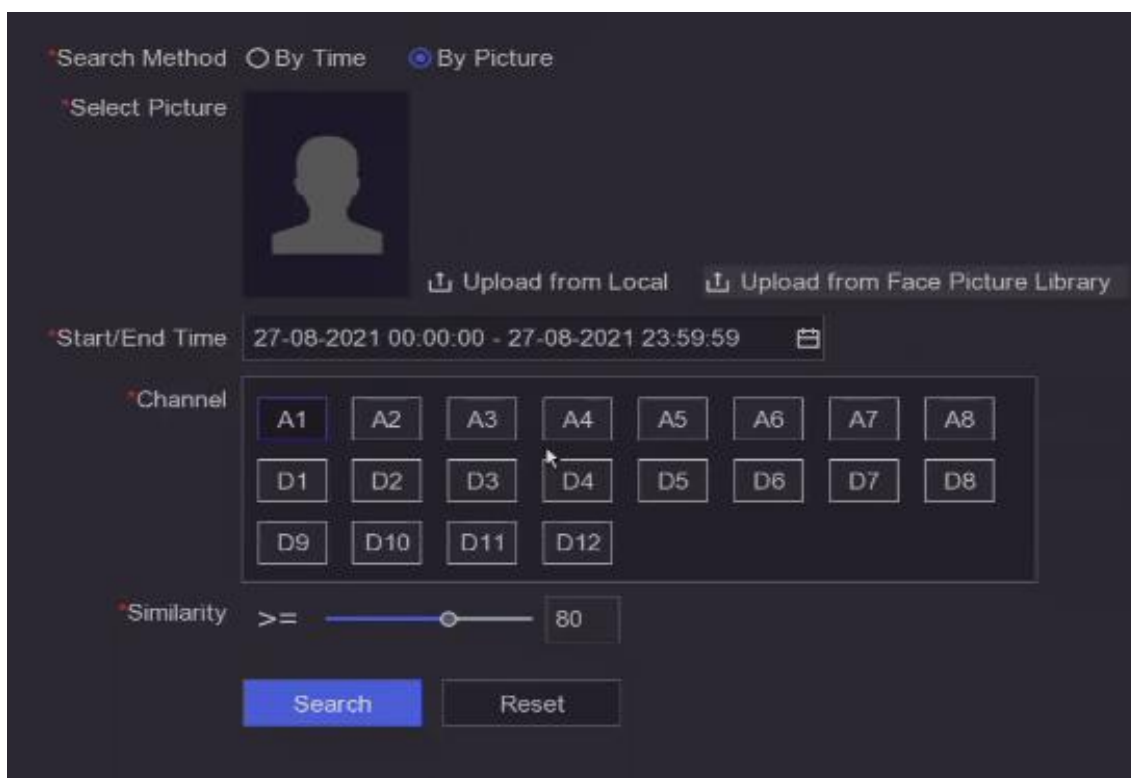 *Search Method By Time By Picture
*Select Picture
Upload from Local Upload from Face Picture Library
*Start/End Time 27-08-2021 00:00:00 - 27-08-2021 23:59:59
*Channel
A1 A2 A3 A4 A5 A6 A7 A8
D1 D2 D3 D4 D5 D6 D7 D8
D9 D10 D11 D12
*Similarity >= 80
Search Reset